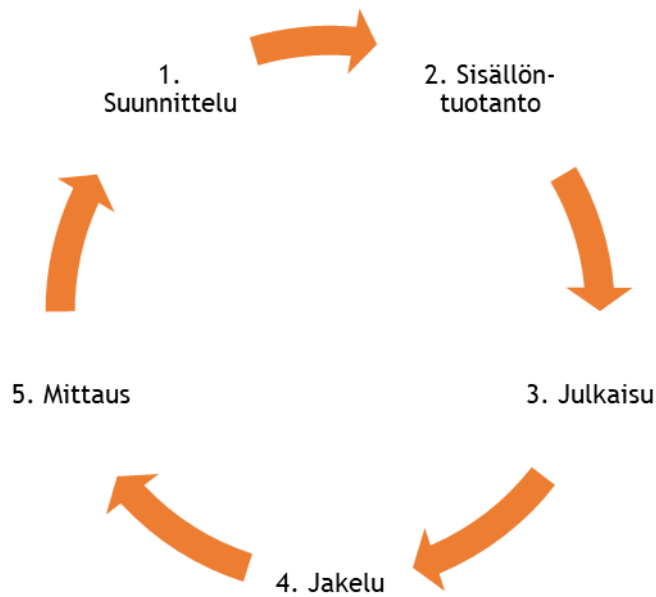 1.
Suunnittelu
2. Sisällön-
tuotanto
3. Julkaisu
4. Jakelu
5. Mittaus